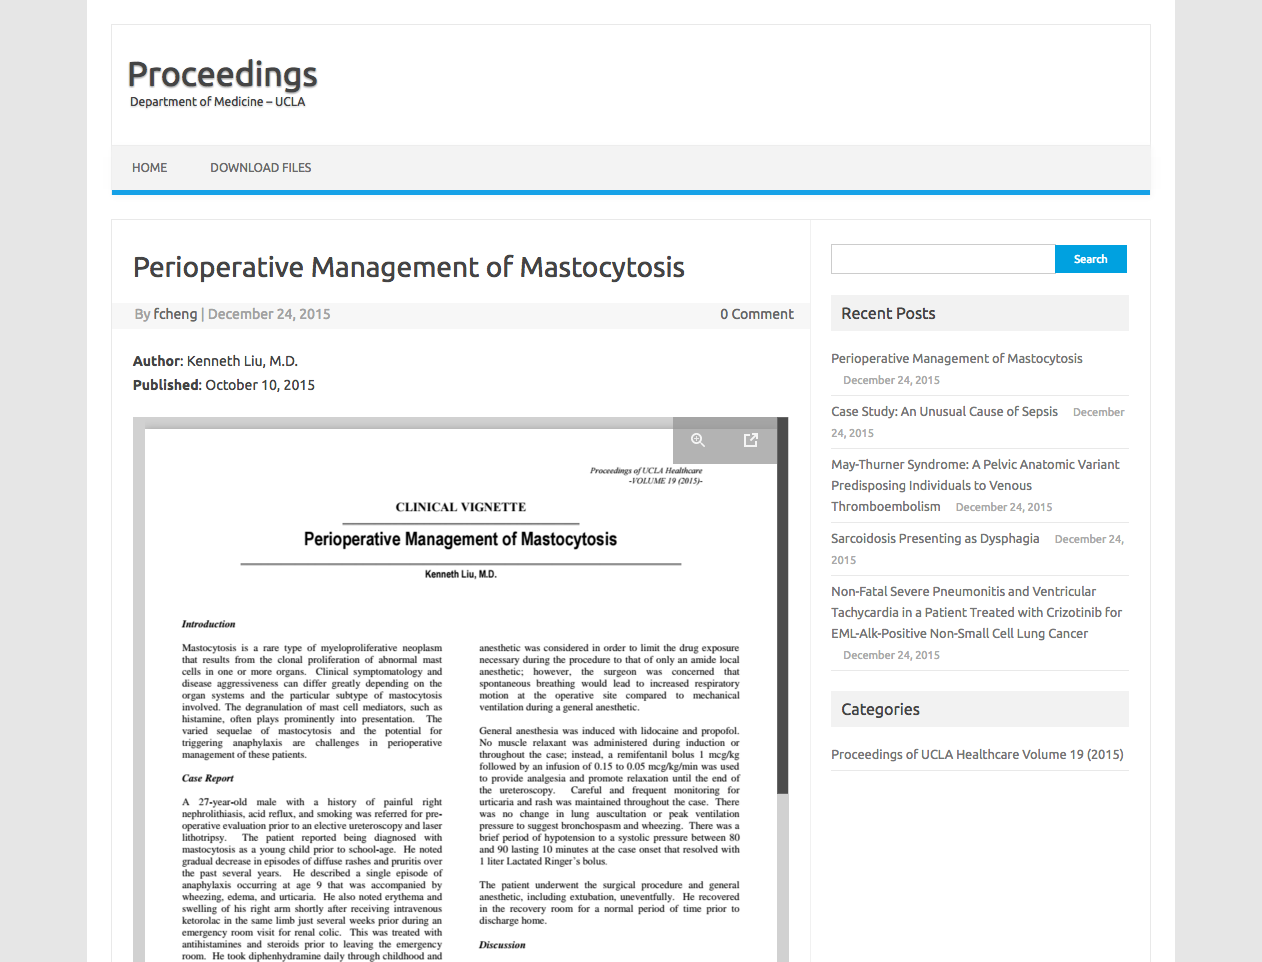 Proceedings
Department of Medicine – UCLA
HOME
DOWNLOAD FILES
Perioperative Management of Mastocytosis
By fcheng | December 24, 2015
0 Comment
Author: Kenneth Liu, M.D.
Published: October 10, 2015
Proceedings of UCLA Healthcare
-VOLUME 19 (2015)-
CLINICAL VIGNETTE
Perioperative Management of Mastocytosis
Kenneth Liu, M.D.
Introduction
Mastocytosis is a rare type of myeloproliferative neoplasm
that results from the clonal proliferation of abnormal mast
cells in one or more organs. Clinical symptomatology and
disease aggressiveness can differ greatly depending on the
organ systems and the particular subtype of mastocytosis
involved. The degranulation of mast cell mediators, such as
histamine, often plays prominently into presentation. The
varied sequelae of mastocytosis and the potential for
triggering anaphylaxis are challenges in perioperative
management of these patients.
Case Report
A 27-year-old male with a history of painful right
nephrolithiasis, acid reflux, and smoking was referred for pre-
operative evaluation prior to an elective ureteroscopy and laser
lithotripsy. The patient reported being diagnosed with
mastocytosis as a young child prior to school-age. He noted
gradual decrease in episodes of diffuse rashes and pruritis over
the past several years. He described a single episode of
anaphylaxis occurring at age 9 that was accompanied by
wheezing, edema, and urticaria. He also noted erythema and
swelling of his right arm shortly after receiving intravenous
ketorolac in the same limb just several weeks prior during an
emergency room visit for renal colic. This was treated with
antihistamines and steroids prior to leaving the emergency
room. He took diphenhydramine daily through childhood and
anesthetic was considered in order to limit the drug exposure
necessary during the procedure to that of only an amide local
anesthetic; however, the surgeon was concerned that
spontaneous breathing would lead to increased respiratory
motion at the operative site compared to mechanical
ventilation during a general anesthetic.
General anesthesia was induced with lidocaine and propofol.
No muscle relaxant was administered during induction or
throughout the case; instead, a remifentanil bolus 1 mcg/kg
followed by an infusion of 0.15 to 0.05 mcg/kg/min was used
to provide analgesia and promote relaxation until the end of
the ureteroscopy. Careful and frequent monitoring for
urticaria and rash was maintained throughout the case. There
was no change in lung auscultation or peak ventilation
pressure to suggest bronchospasm and wheezing. There was a
brief period of hypotension to a systolic pressure between 80
and 90 lasting 10 minutes at the case onset that resolved with
1 liter Lactated Ringer's bolus.
The patient underwent the surgical procedure and general
anesthetic, including extubation, uneventfully. He recovered
in the recovery room for a normal period of time prior to
discharge home.
Discussion
Search
Recent Posts
Perioperative Management of Mastocytosis
December 24, 2015
Case Study: An Unusual Cause of Sepsis December
24, 2015
May-Thurner Syndrome: A Pelvic Anatomic Variant
Predisposing Individuals to Venous
Thromboembolism December 24, 2015
Sarcoidosis Presenting as Dysphagia December 24,
2015
Non-Fatal Severe Pneumonitis and Ventricular
Tachycardia in a Patient Treated with Crizotinib for
EML-Alk-Positive Non-Small Cell Lung Cancer
December 24, 2015
Categories
Proceedings of UCLA Healthcare Volume 19 (2015)